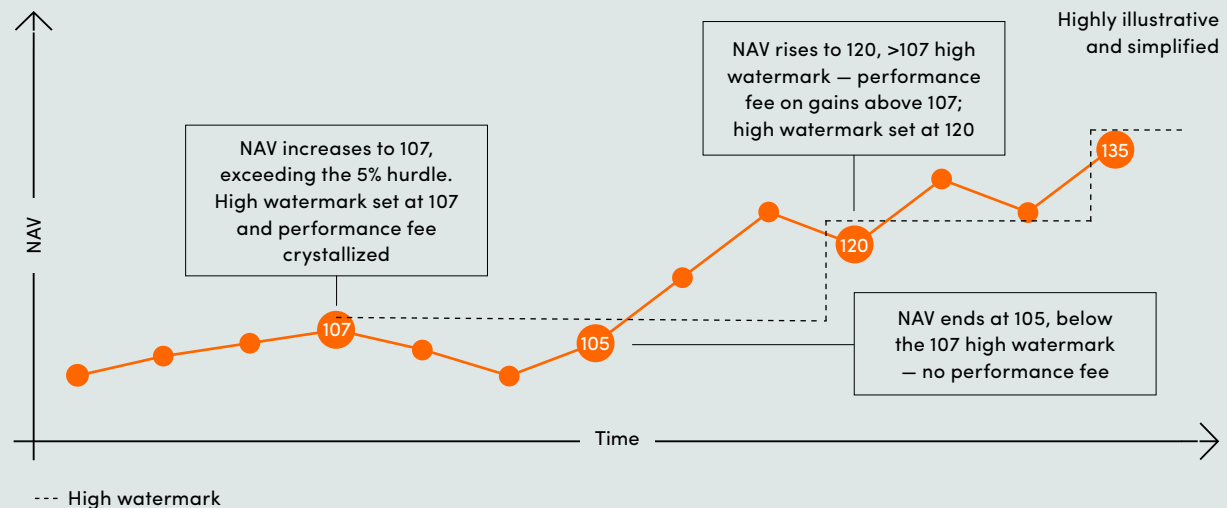 Highly illustrative
and simplified
NAV rises to 120, >107 high
watermark — performance
fee on gains above 107;
high watermark set at 120
NAV increases to 107,
exceeding the 5% hurdle.
High watermark set at 107
and performance fee
crystallized
NAV
107
105
120
135
NAV ends at 105, below
the 107 high watermark
— no performance fee
Time
--- High watermark